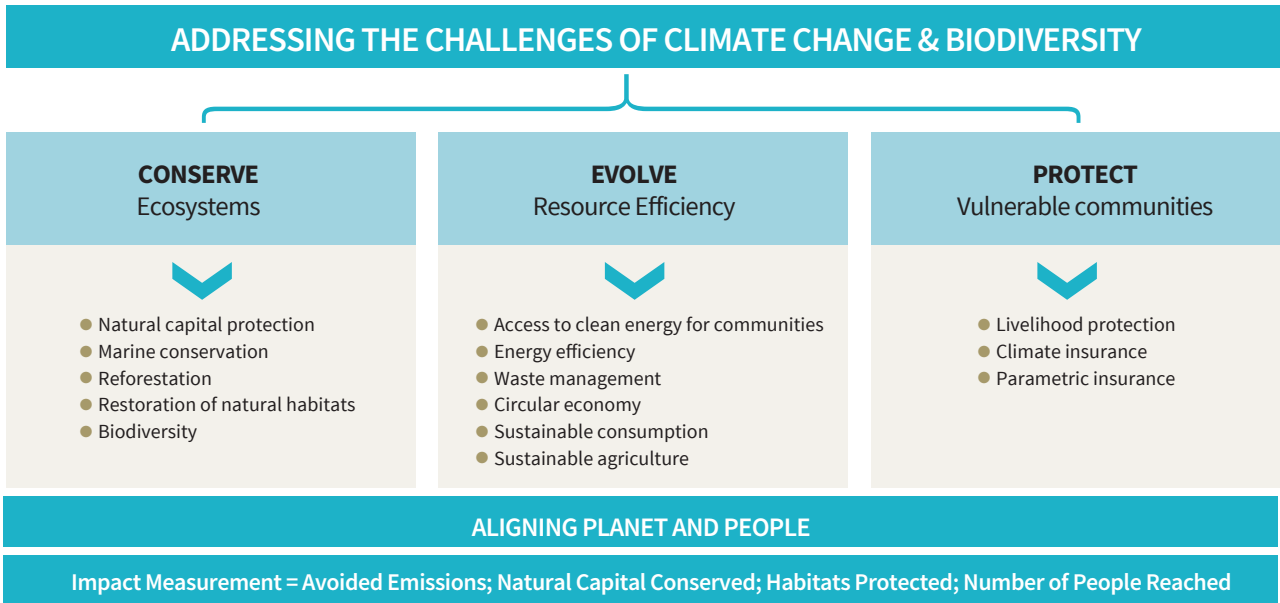 ADDRESSING THE CHALLENGES OF CLIMATE CHANGE & BIODIVERSITY
CONSERVE
Ecosystems
Natural capital protection
Marine conservation
Reforestation
Restoration of natural habitats
Biodiversity
EVOLVE
Resource Efficiency
Access to clean energy for communities
Energy efficiency
Waste management
Circular economy
Sustainable consumption
Sustainable agriculture
PROTECT
Vulnerable communities
Livelihood protection
Climate insurance
Parametric insurance
ALIGNING PLANET AND PEOPLE
Impact Measurement = Avoided Emissions; Natural Capital Conserved; Habitats Protected; Number of People Reached